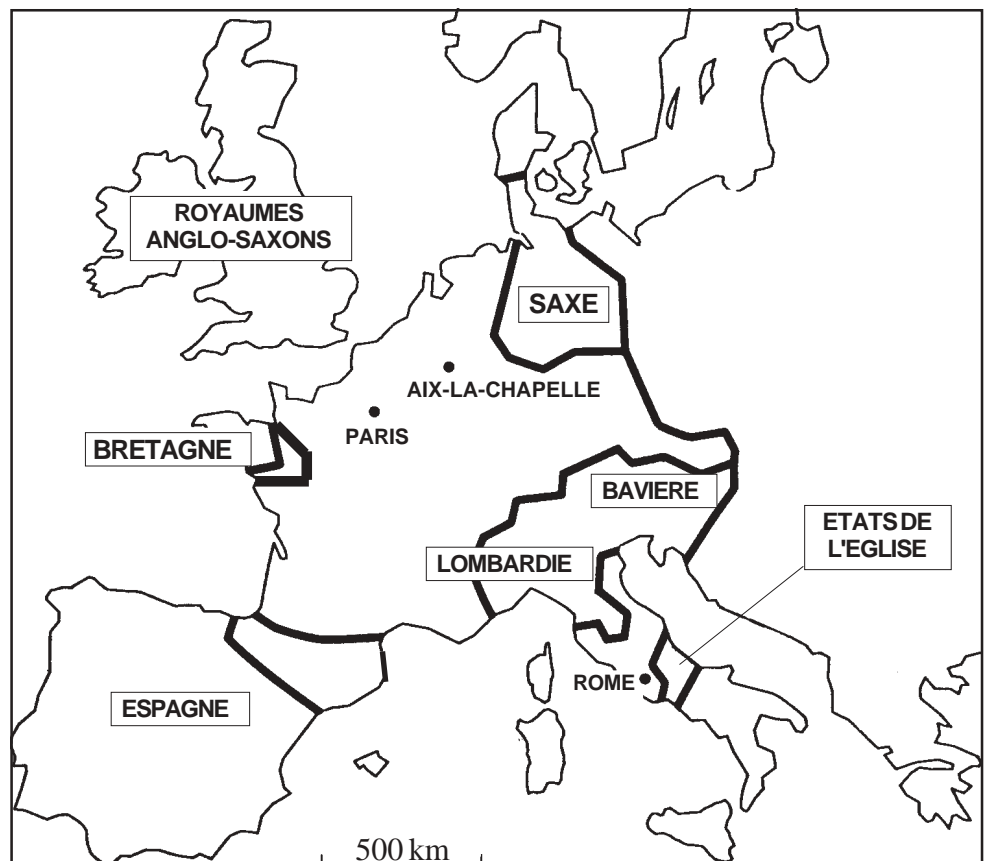 ROYAUMES
ANGLO-SAXONS
SAXE
AIX-LA-CHAPELLE
PARIS
BRETAGNE
BAVIERE
ETATS DE
L'EGLISE
LOMBARDIE
ROME
ESPAGNE
500 km